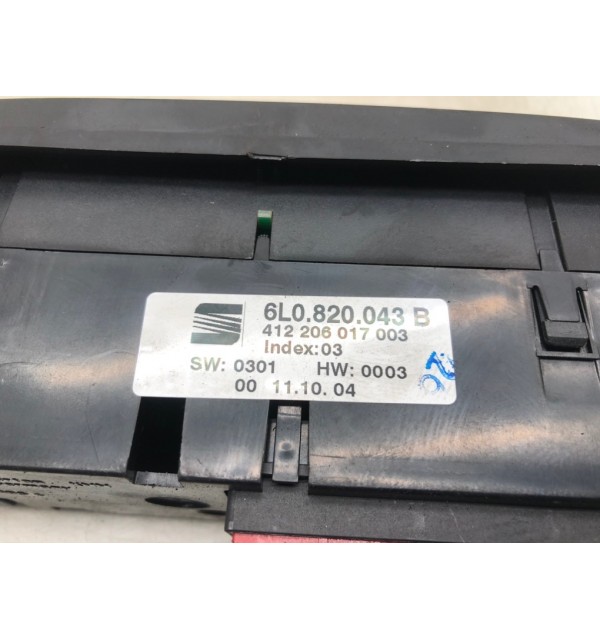 6L0.820.043 B
412 206 017 003
Index:03
SW: 0301 HW: 0003
00 11.10.04